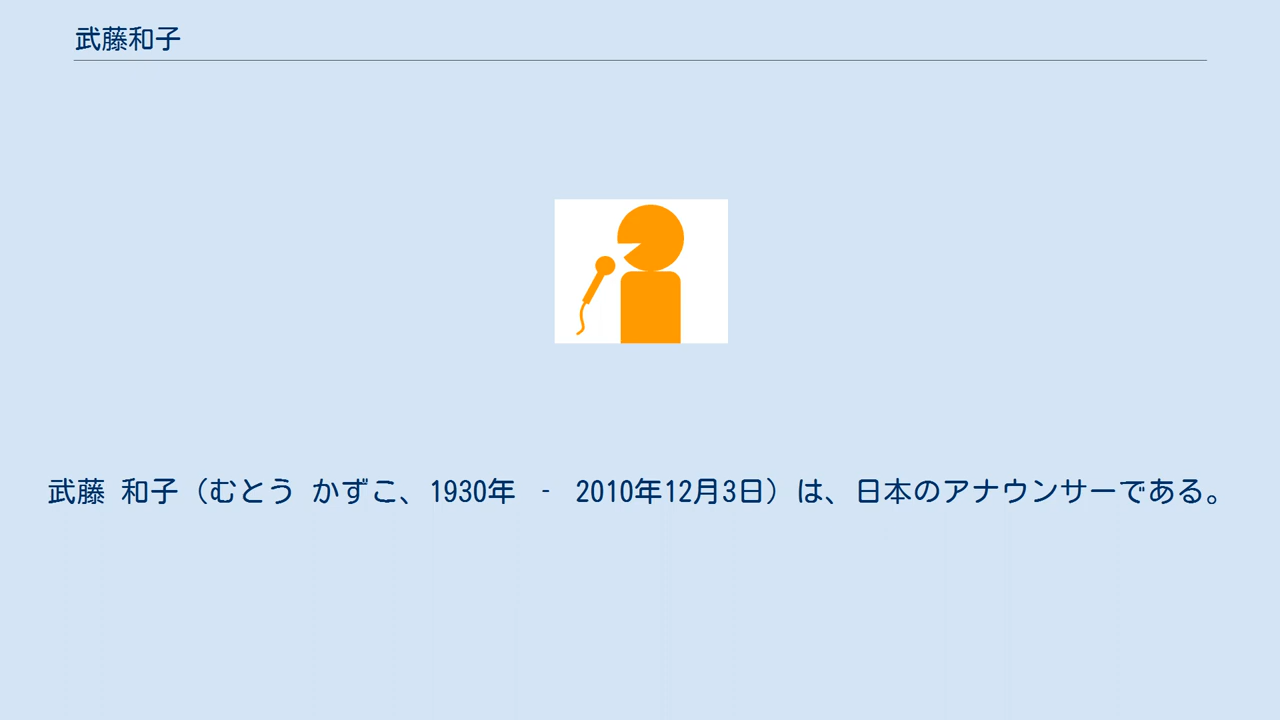 武藤和子
武藤 和子（むとう かずこ、1930年 - 2010年12月3日）は、日本のアナウンサーである。